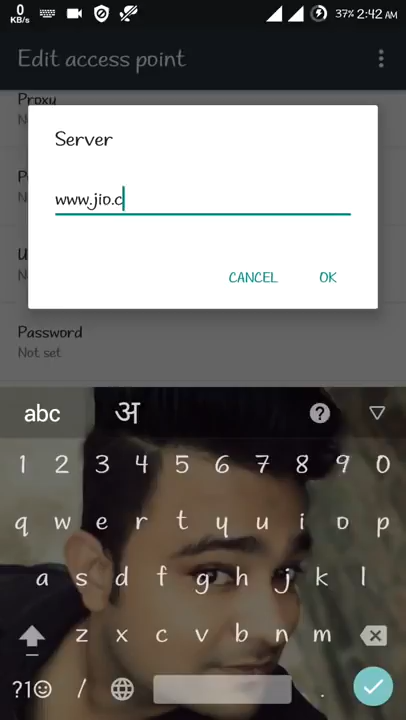 0
KB/s
37% 2:42 AM
Edit access point
Proxy
Server
www.jio.c
CANCEL OK
Password
Not set
abc अ ?
1 2 3 4 5 6 7 8 9 0
q w e r t y u i o p
a s d f g h j k l
z x c v b n m
?1☺ / .